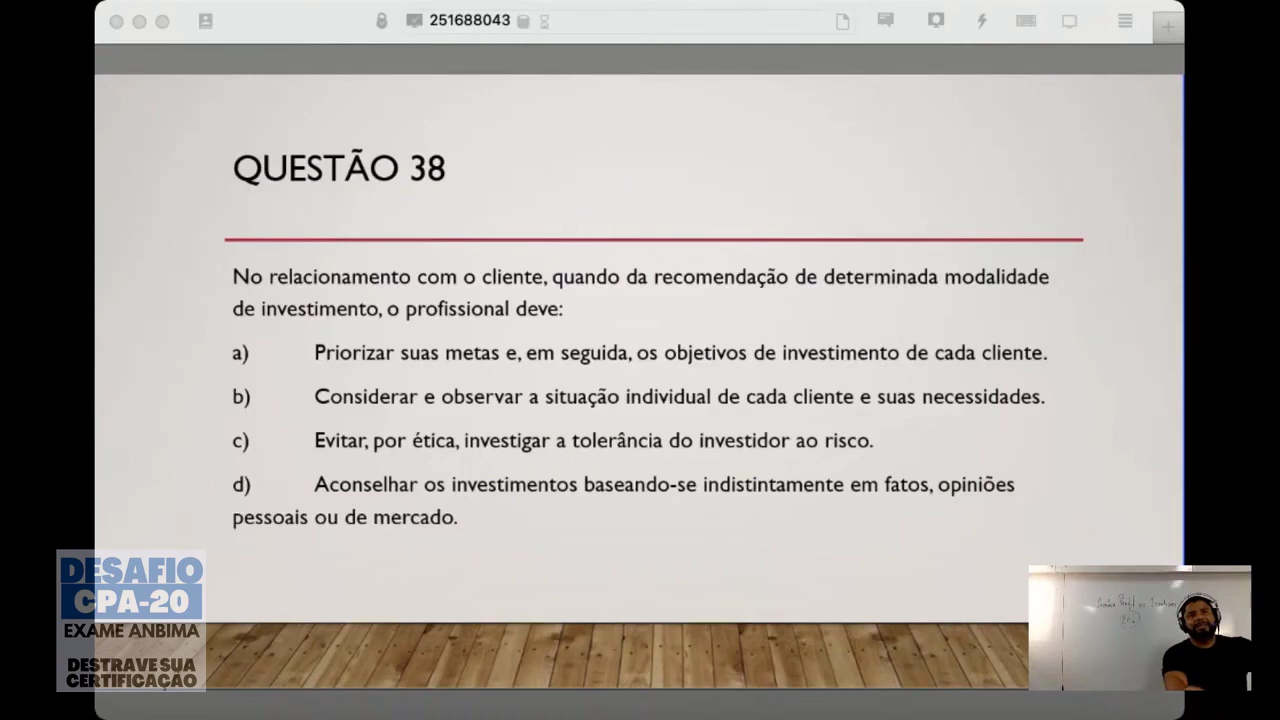 251688043
QUESTÃO 38
No relacionamento com o cliente, quando da recomendação de determinada modalidade
de investimento, o profissional deve:
a) Priorizar suas metas e, em seguida, os objetivos de investimento de cada cliente.
b) Considerar e observar a situação individual de cada cliente e suas necessidades.
c) Evitar, por ética, investigar a tolerância do investidor ao risco.
d) Aconselhar os investimentos baseando-se indistintamente em fatos, opiniões
pessoais ou de mercado.
DESAFIO
CPA-20
EXAME ANBIMA
DESTRAVE SUA
CERTIFICAÇÃO